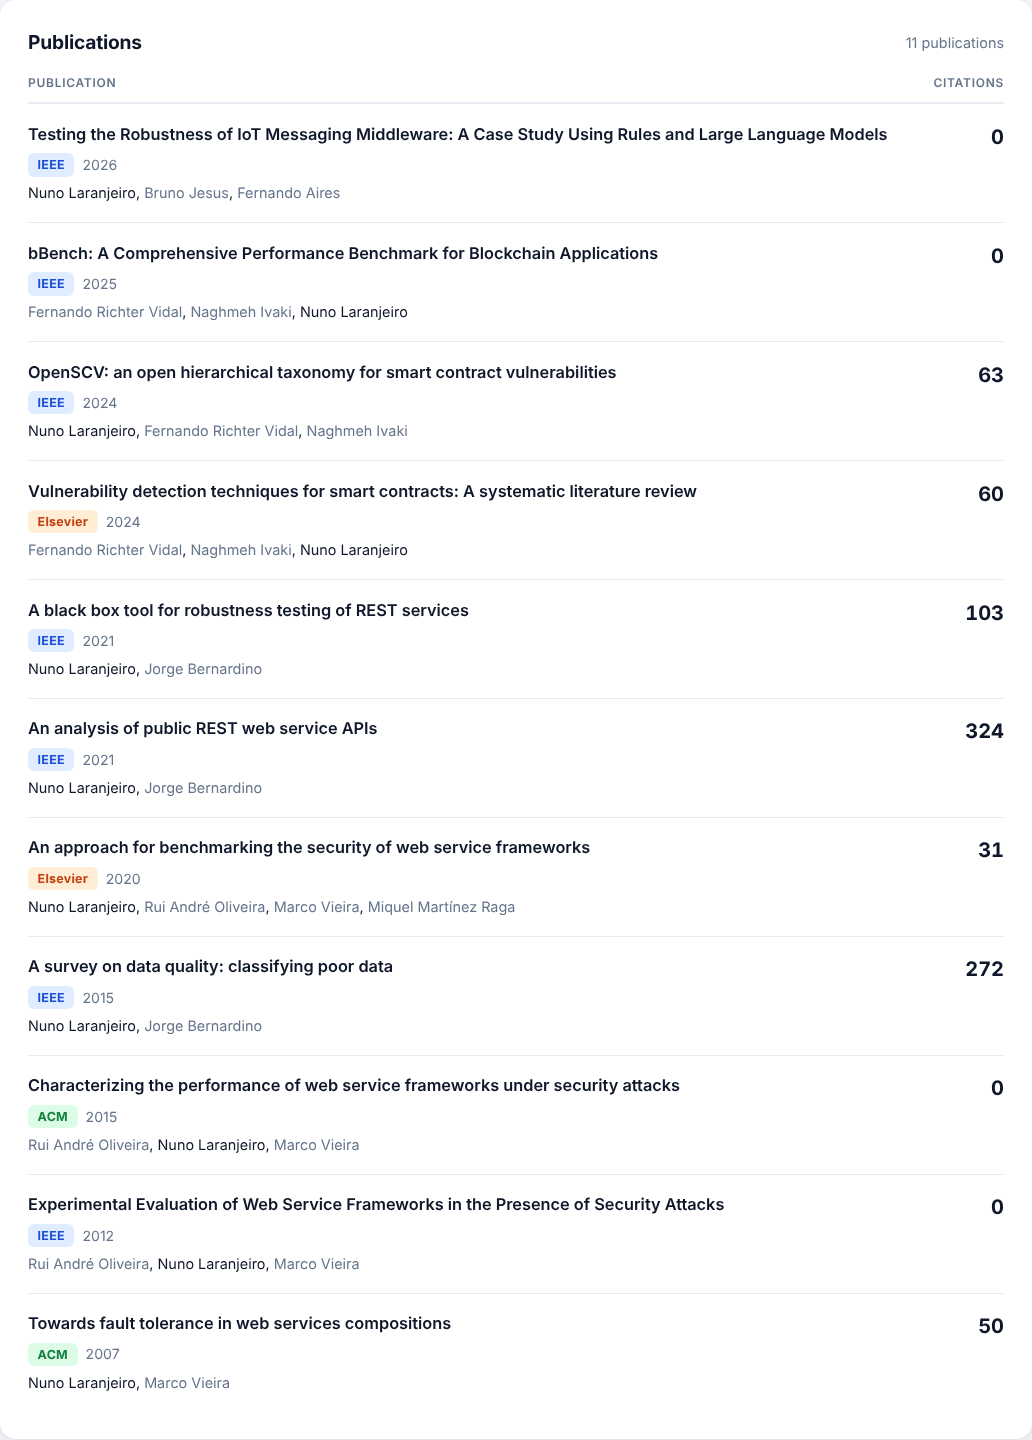 Publications
11 publications
PUBLICATION
CITATIONS
Testing the Robustness of IoT Messaging Middleware: A Case Study Using Rules and Large Language Models
0
IEEE 2026
Nuno Laranjeiro, Bruno Jesus, Fernando Aires
bBench: A Comprehensive Performance Benchmark for Blockchain Applications
0
IEEE 2025
Fernando Richter Vidal, Naghmeh Ivaki, Nuno Laranjeiro
OpenSCV: an open hierarchical taxonomy for smart contract vulnerabilities
63
IEEE 2024
Nuno Laranjeiro, Fernando Richter Vidal, Naghmeh Ivaki
Vulnerability detection techniques for smart contracts: A systematic literature review
60
Elsevier 2024
Fernando Richter Vidal, Naghmeh Ivaki, Nuno Laranjeiro
A black box tool for robustness testing of REST services
103
IEEE 2021
Nuno Laranjeiro, Jorge Bernardino
An analysis of public REST web service APIs
324
IEEE 2021
Nuno Laranjeiro, Jorge Bernardino
An approach for benchmarking the security of web service frameworks
31
Elsevier 2020
Nuno Laranjeiro, Rui André Oliveira, Marco Vieira, Miquel Martínez Raga
A survey on data quality: classifying poor data
272
IEEE 2015
Nuno Laranjeiro, Jorge Bernardino
Characterizing the performance of web service frameworks under security attacks
0
ACM 2015
Rui André Oliveira, Nuno Laranjeiro, Marco Vieira
Experimental Evaluation of Web Service Frameworks in the Presence of Security Attacks
0
IEEE 2012
Rui André Oliveira, Nuno Laranjeiro, Marco Vieira
Towards fault tolerance in web services compositions
50
ACM 2007
Nuno Laranjeiro, Marco Vieira